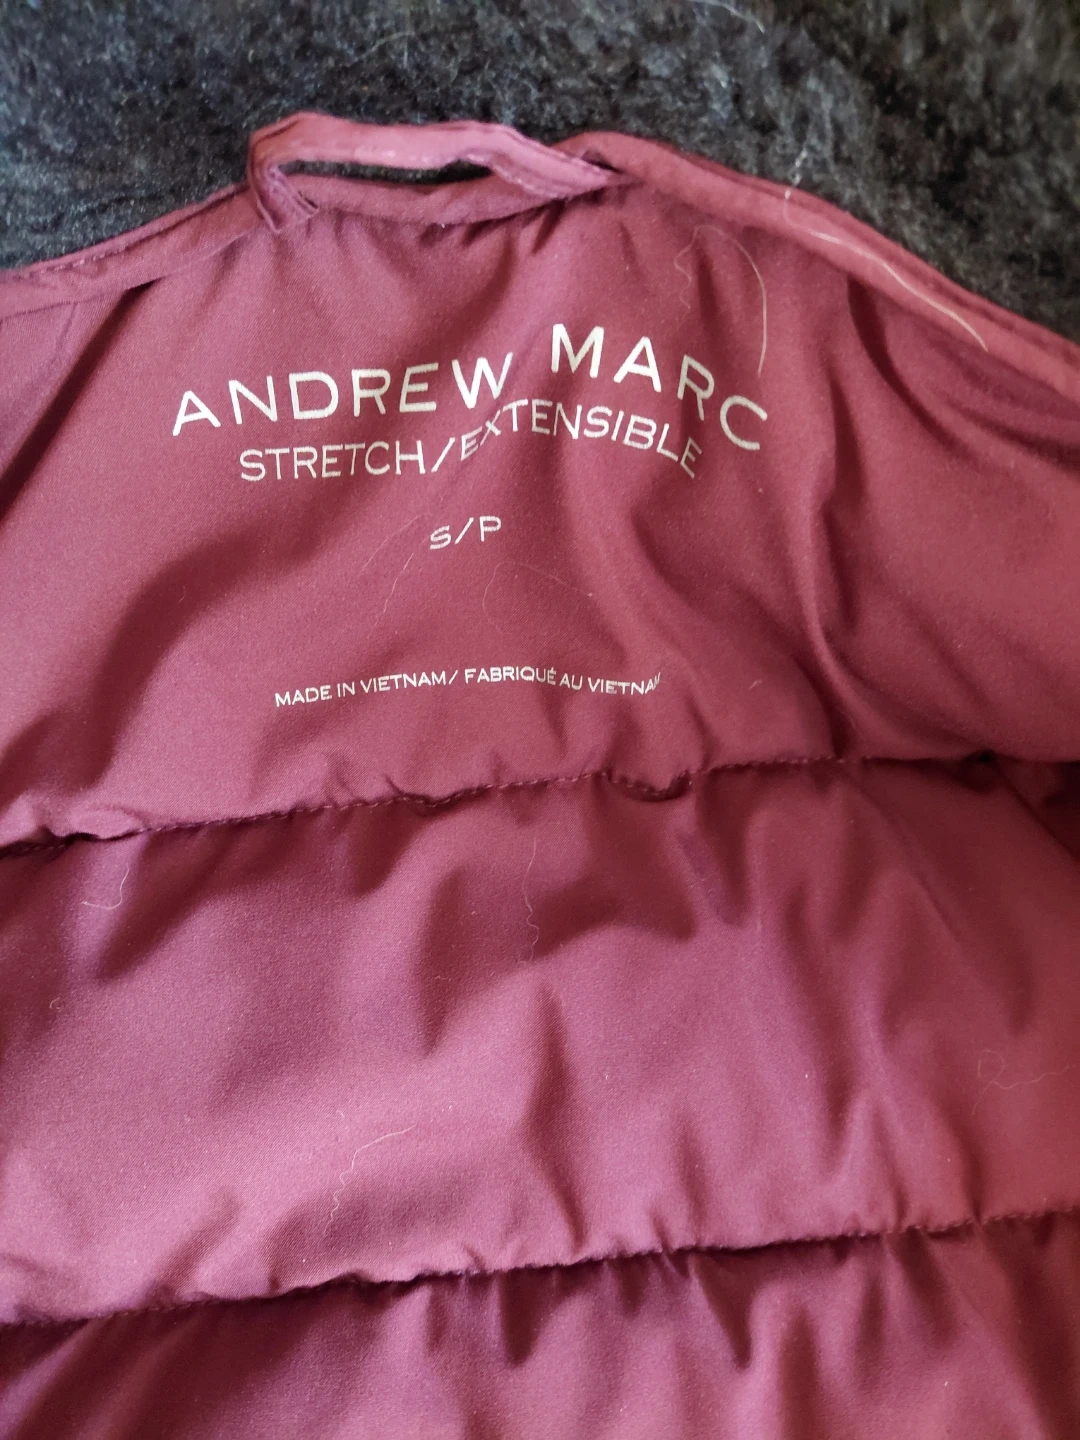 ANDREW MARC
STRETCH/EXTENSIBLE
S/P
MADE IN VIETNAM/ FABRIQUÉ AU VIETNAM